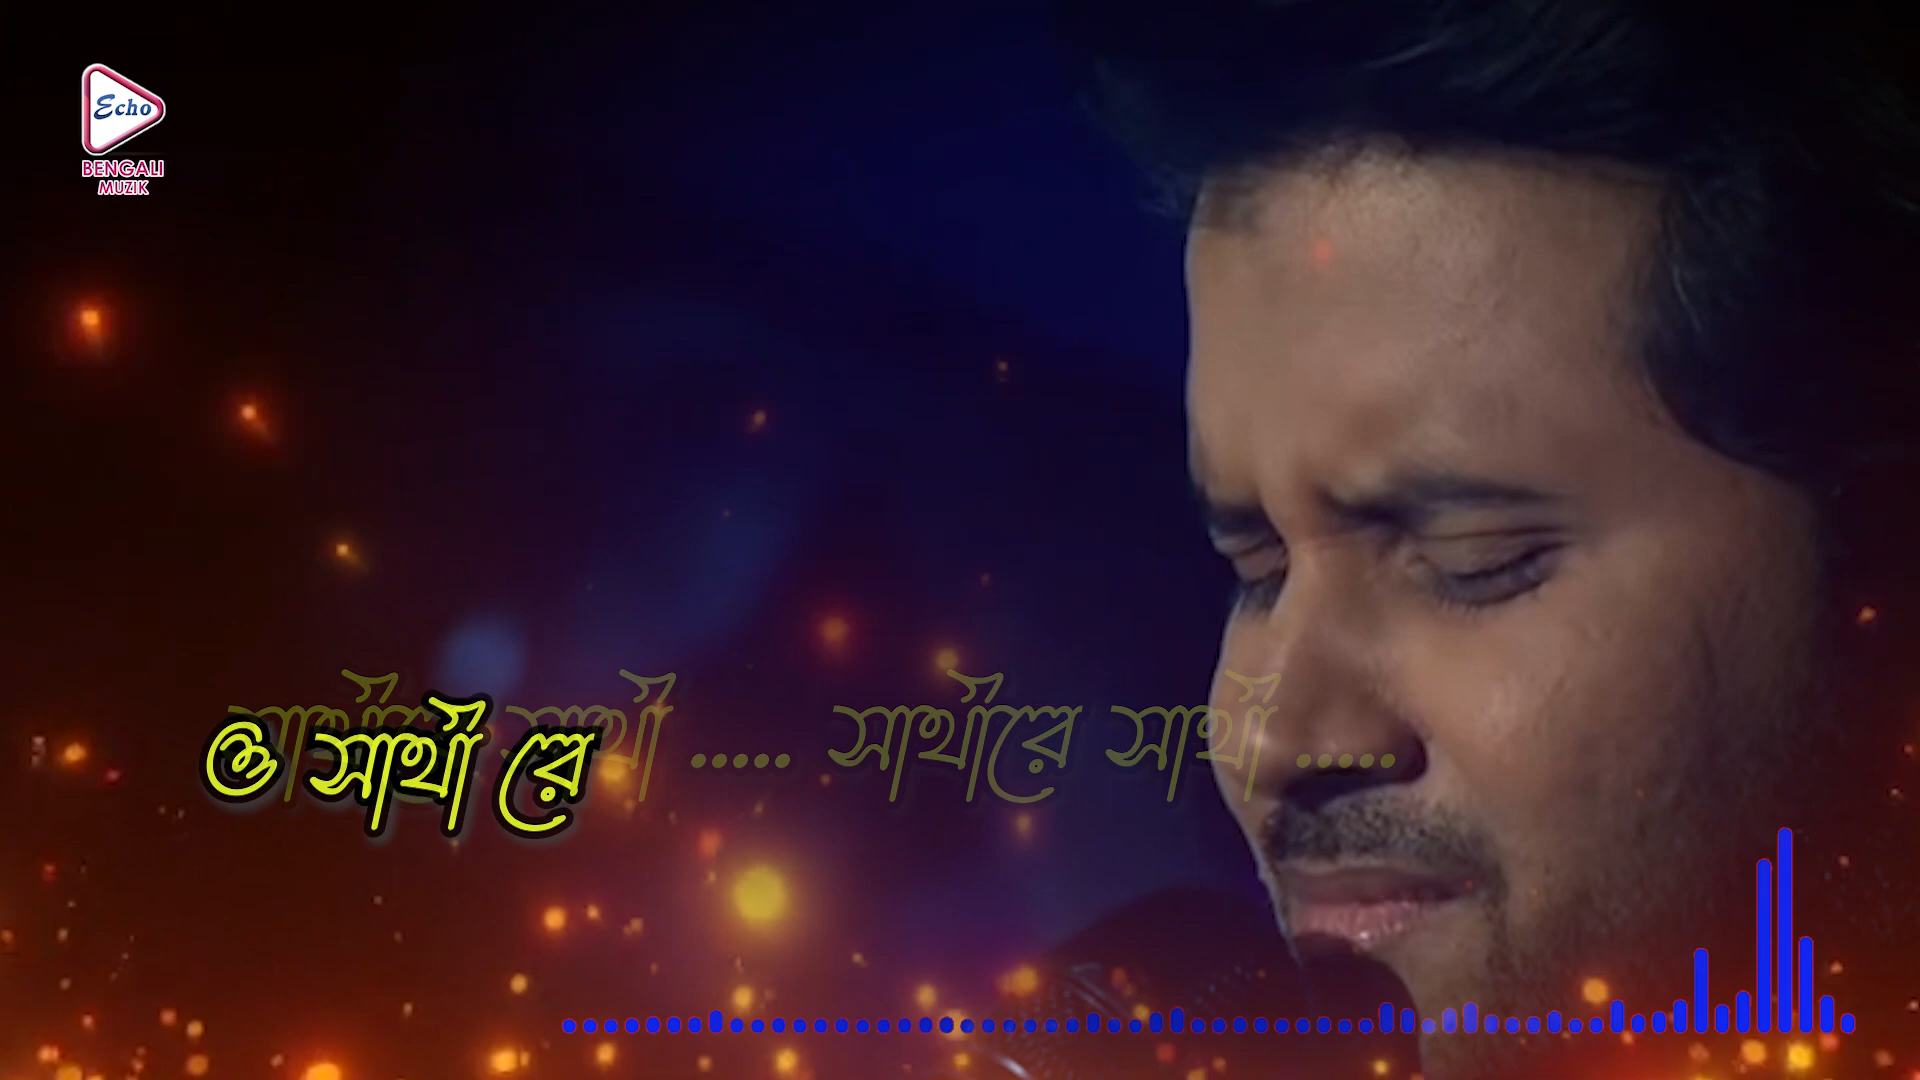 Echo
BENGALI
MUZIK
সাথীরে সাথী ..... সাথীরে সাথী .....
ও সাথী রে